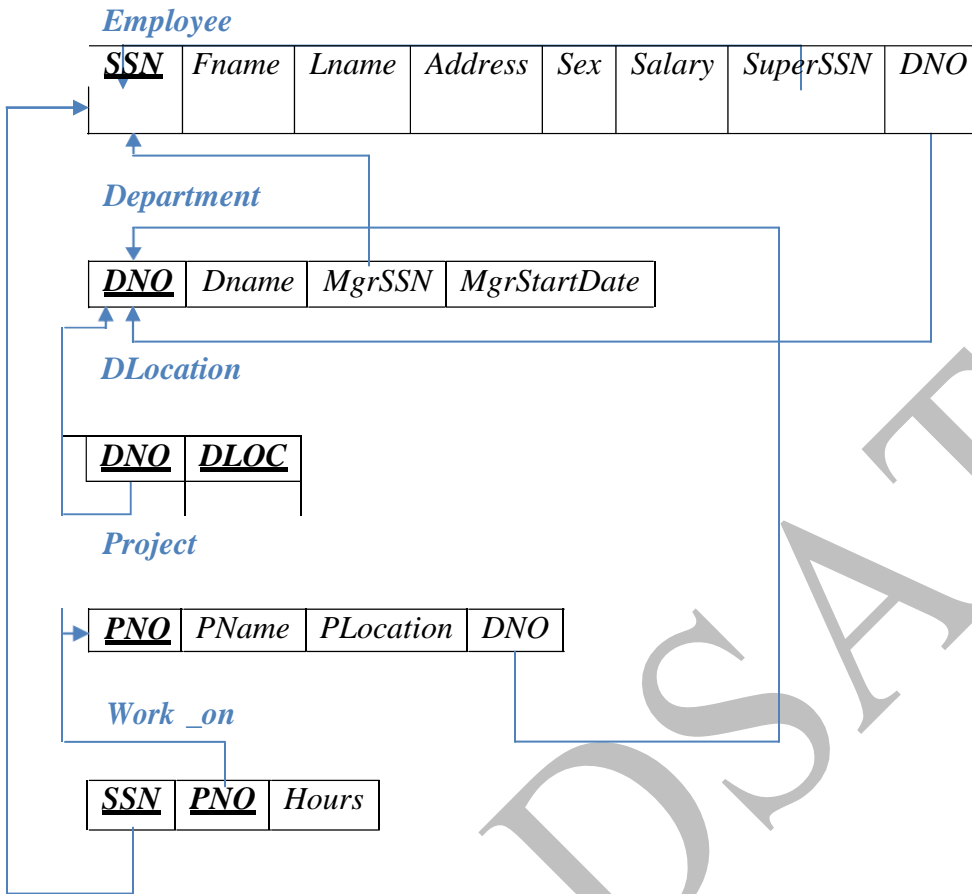 Employee
SSN Fname Lname Address Sex Salary SuperSSN DNO
Department
DNO Dname MgrSSN MgrStartDate
DLocation
DNO DLOC
Project
PNO PName PLocation DNO
Work _on
SSN PNO Hours
DSAT